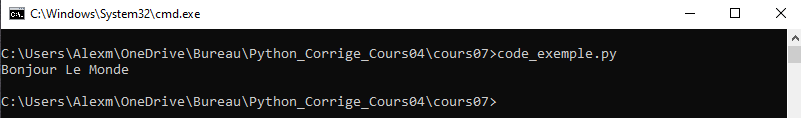 C:\Windows\System32\cmd.exe
C:\Users\Alexm\OneDrive\Bureau\Python_Corrige_Cours04\cours07>code_exemple.py
Bonjour Le Monde
C:\Users\Alexm\OneDrive\Bureau\Python_Corrige_Cours04\cours07>